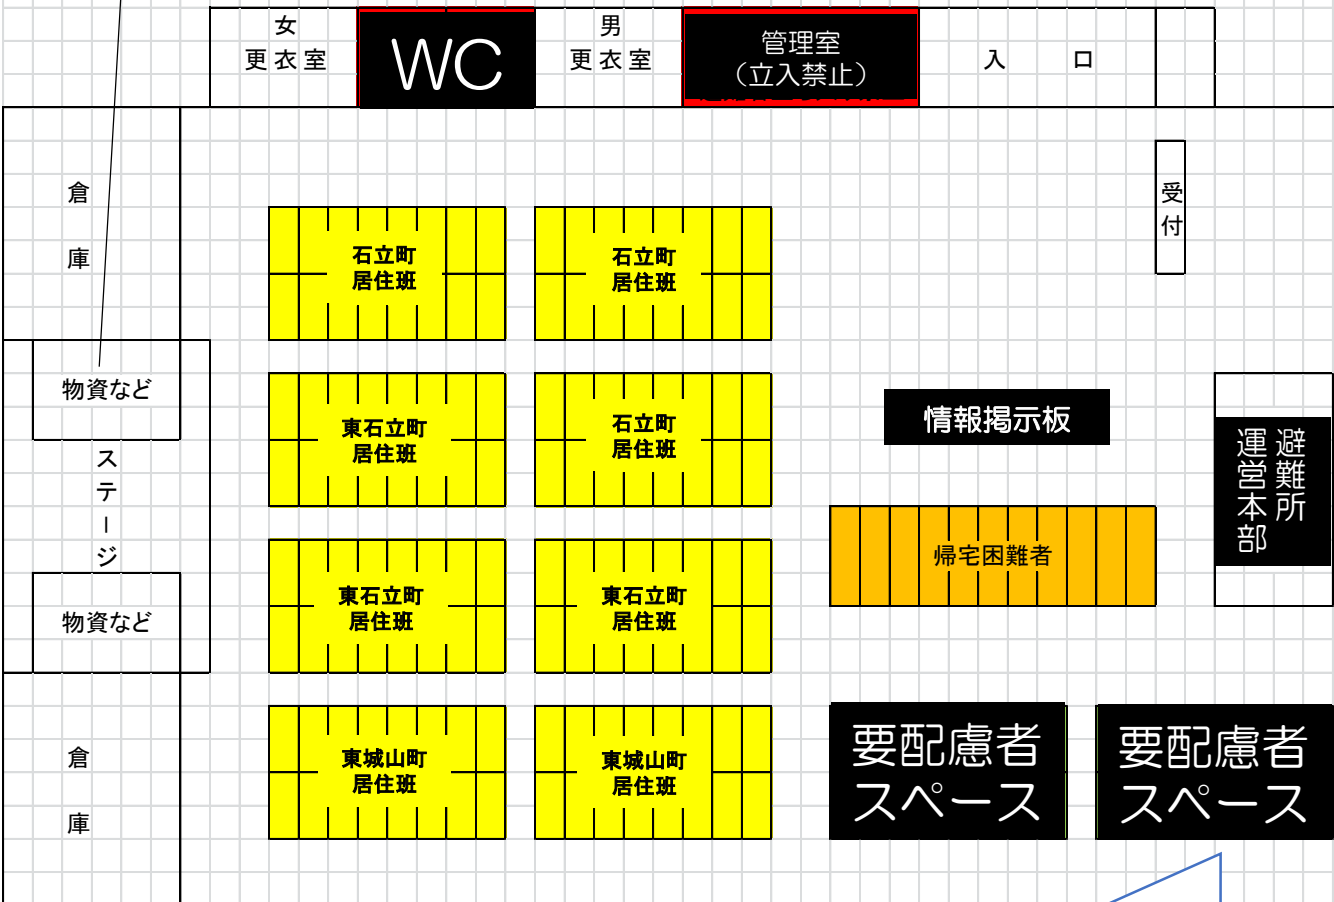 女
更衣室
WC
男
更衣室
管理室
（立入禁止）
入口
倉庫
受付
石立町
居住班
石立町
居住班
物資など
東石立町
居住班
石立町
居住班
情報掲示板
避難所
運営本部
ステージ
帰宅困難者
東石立町
居住班
東石立町
居住班
物資など
倉庫
東城山町
居住班
東城山町
居住班
要配慮者
スペース
要配慮者
スペース